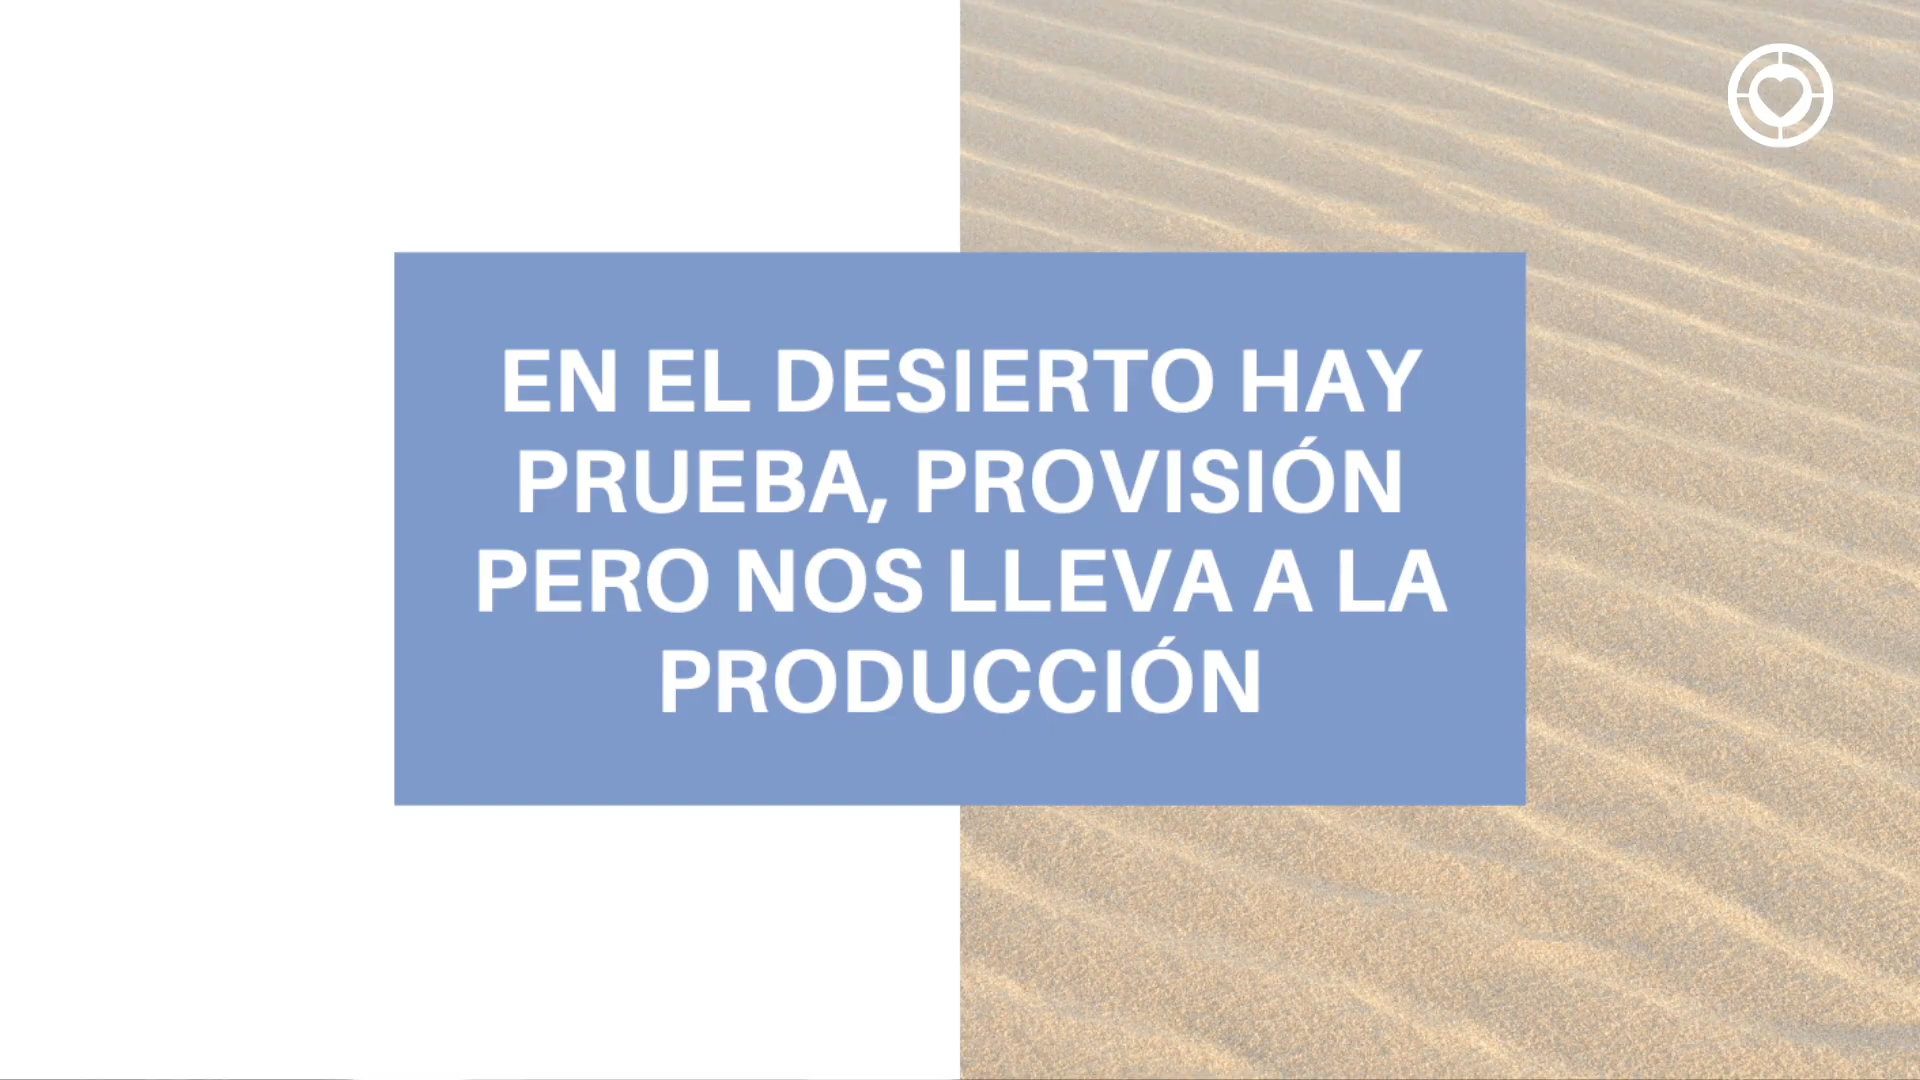 EN EL DESIERTO HAY
PRUEBA, PROVISIÓN
PERO NOS LLEVA A LA
PRODUCCIÓN